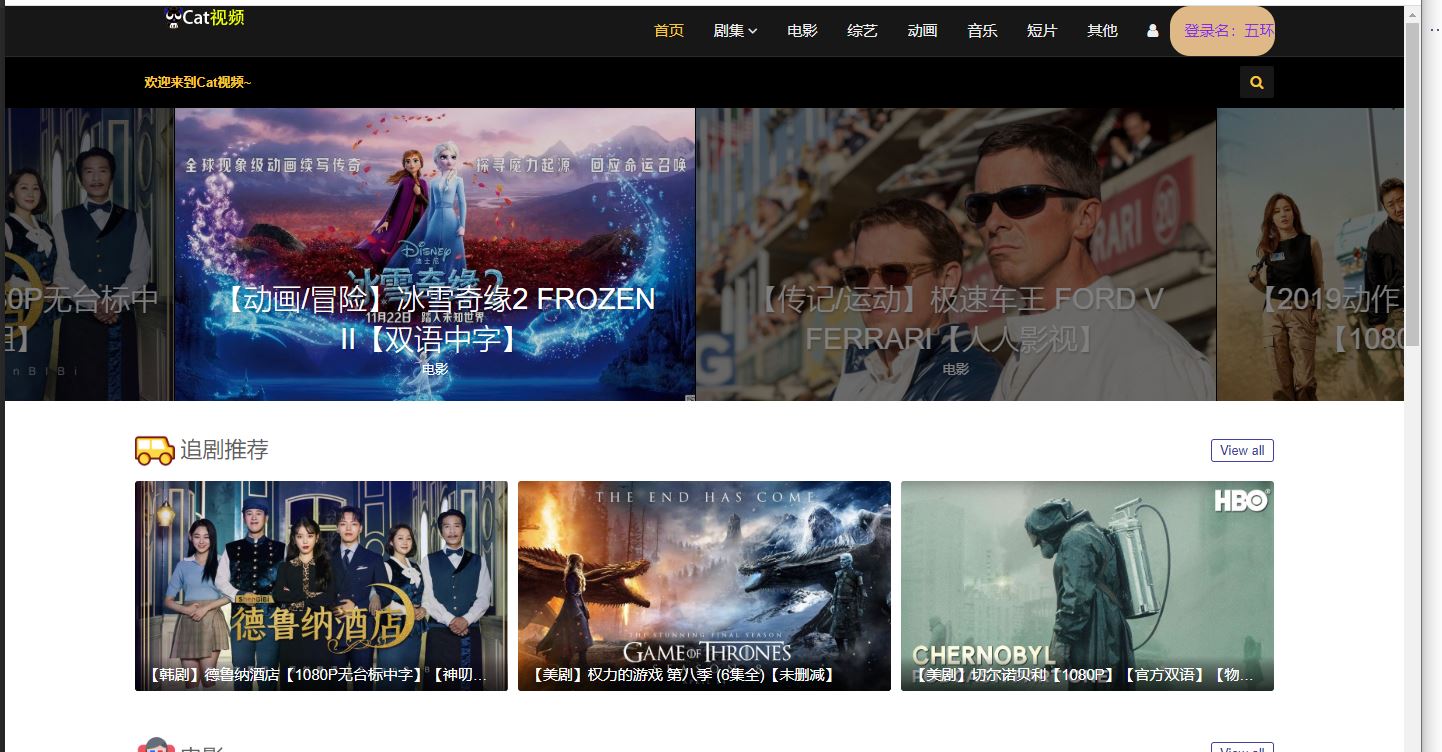 Cat视频
首页
剧集
电影
综艺
动画
音乐
短片
其他
登录名：五环
欢迎来到Cat视频~
0P无台标中
组】
全球现象级动画续写传奇
探寻魔力起源 回应命运召唤
Disney
迪士尼
冰雪奇缘2
11月22日 踏入未知世界
【动画/冒险】冰雪奇缘2 FROZEN
II【双语中字】
电影
RRARI
【传记/运动】极速车王 FORD V
FERRARI【人人影视】
电影
【2019动作
【1080
追剧推荐
View all
ShenBIBi
德鲁纳酒店
【韩剧】德鲁纳酒店【1080P无台标中字】【神叨…
THE END HAS COME
THE STUNNING FINAL SEASON
GAME OF THRONES
【美剧】权力的游戏 第八季 (6集全)【未删减】
HBO
CHERNOBYL
【美剧】切尔诺贝利【1080P】【官方双语】【物…
电影
View all